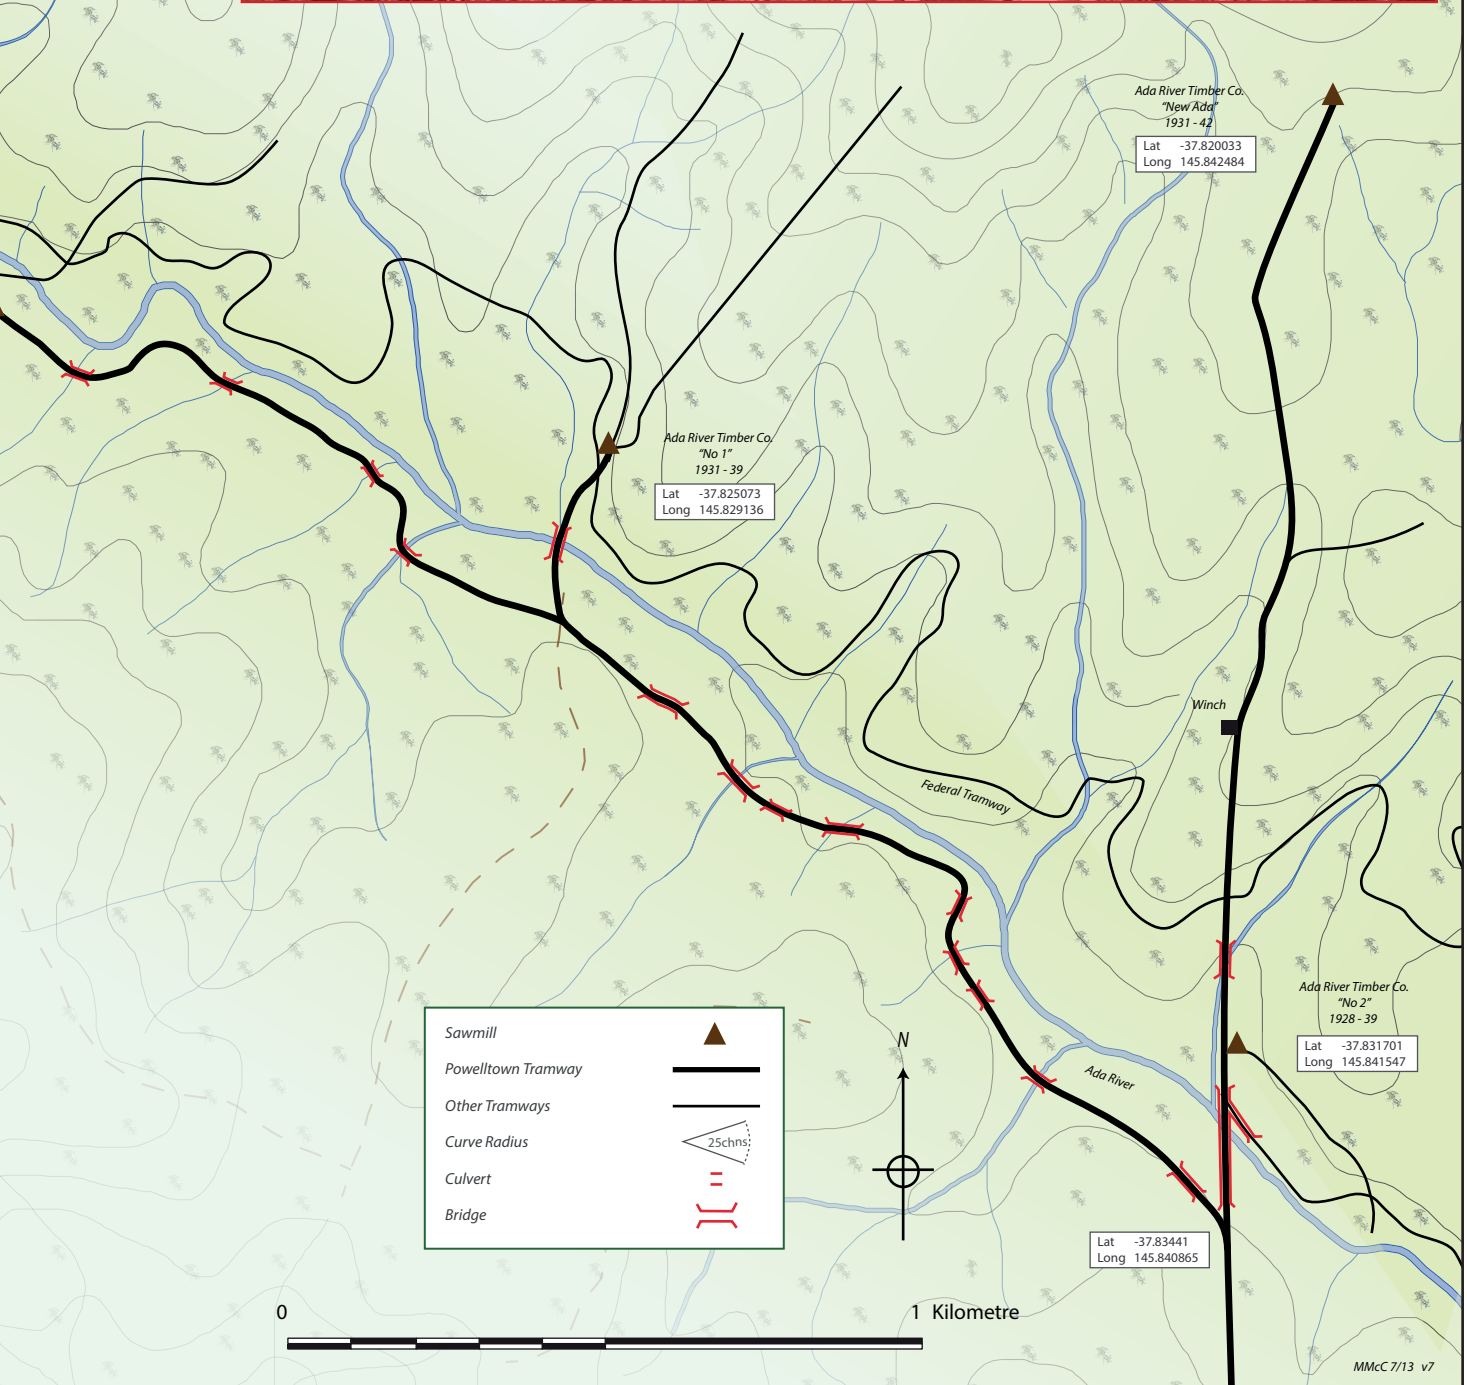 Ada River Timber Co.
“New Ada”
1931 - 42
Lat -37.820033
Long 145.842484
Ada River Timber Co.
“No 1”
1931 - 39
Lat -37.825073
Long 145.829136
Winch
Federal Tramway
Ada River Timber Co.
“No 2”
1928 - 39
Lat -37.831701
Long 145.841547
Ada River
N
Sawmill
Powelltown Tramway
Other Tramways
Curve Radius
25chns
Culvert
Bridge
Lat -37.83441
Long 145.840865
0
1 Kilometre
MMcC 7/13 v7